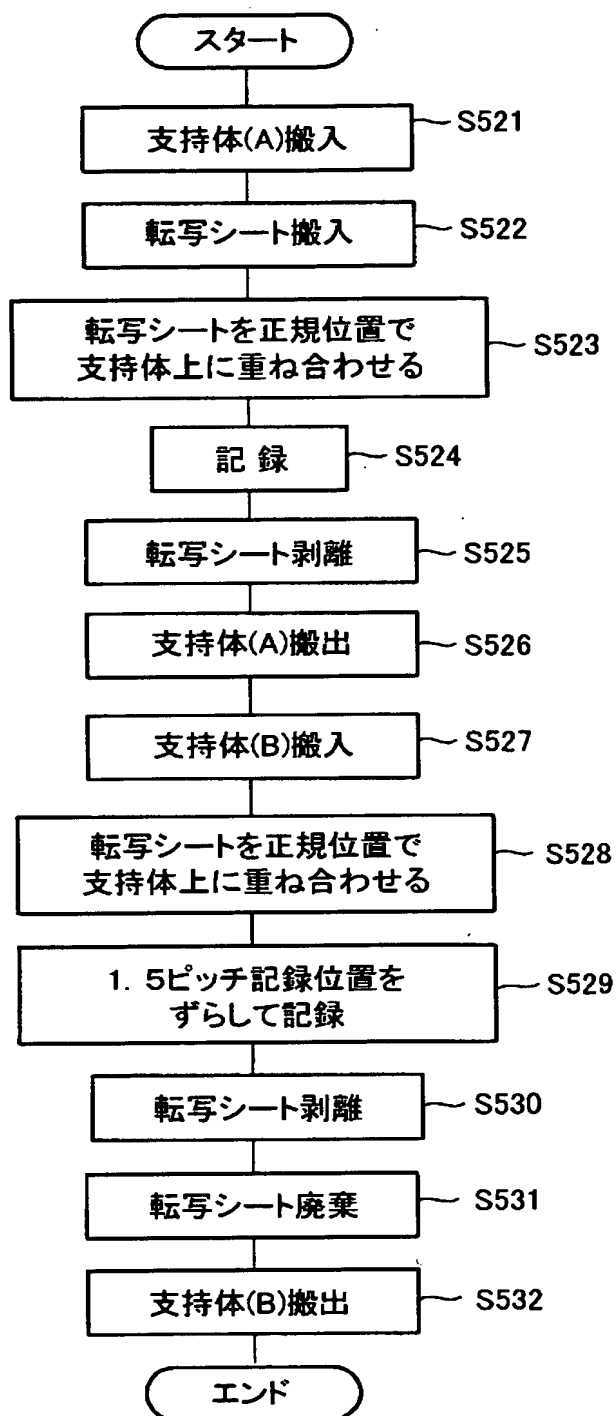 スタート
支持体(A)搬入
S521
転写シート搬入
S522
転写シートを正規位置で
支持体上に重ね合わせる
S523
記 録
S524
転写シート剥離
S525
支持体(A)搬出
S526
支持体(B)搬入
S527
転写シートを正規位置で
支持体上に重ね合わせる
S528
1. 5ピッチ記録位置を
ずらして記録
S529
転写シート剥離
S530
転写シート廃棄
S531
支持体(B)搬出
S532
エンド